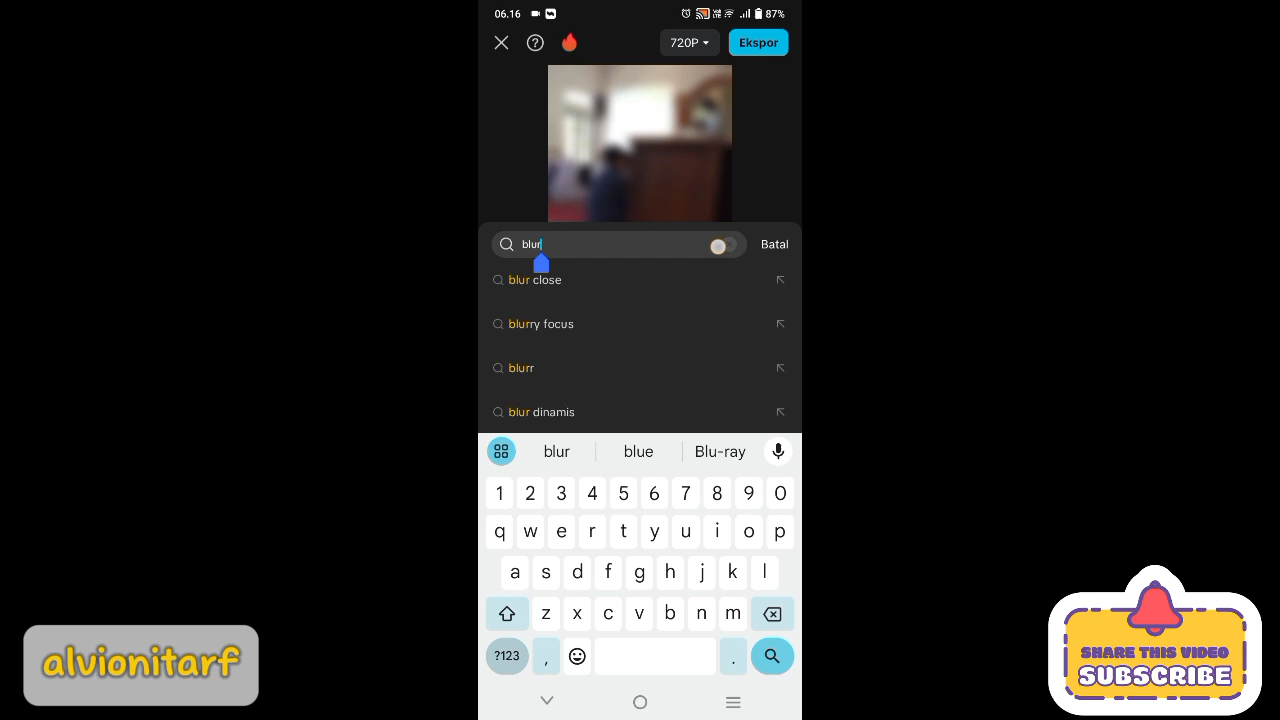 06.16
87%
720P
Ekspor
blur
Batal
blur close
blurry focus
blurr
blur dinamis
blur
blue
Blu-ray
1 2 3 4 5 6 7 8 9 0
q w e r t y u i o p
a s d f g h j k l
z x c v b n m
?123 , .
alvionitarf
SHARE THIS VIDEO
SUBSCRIBE